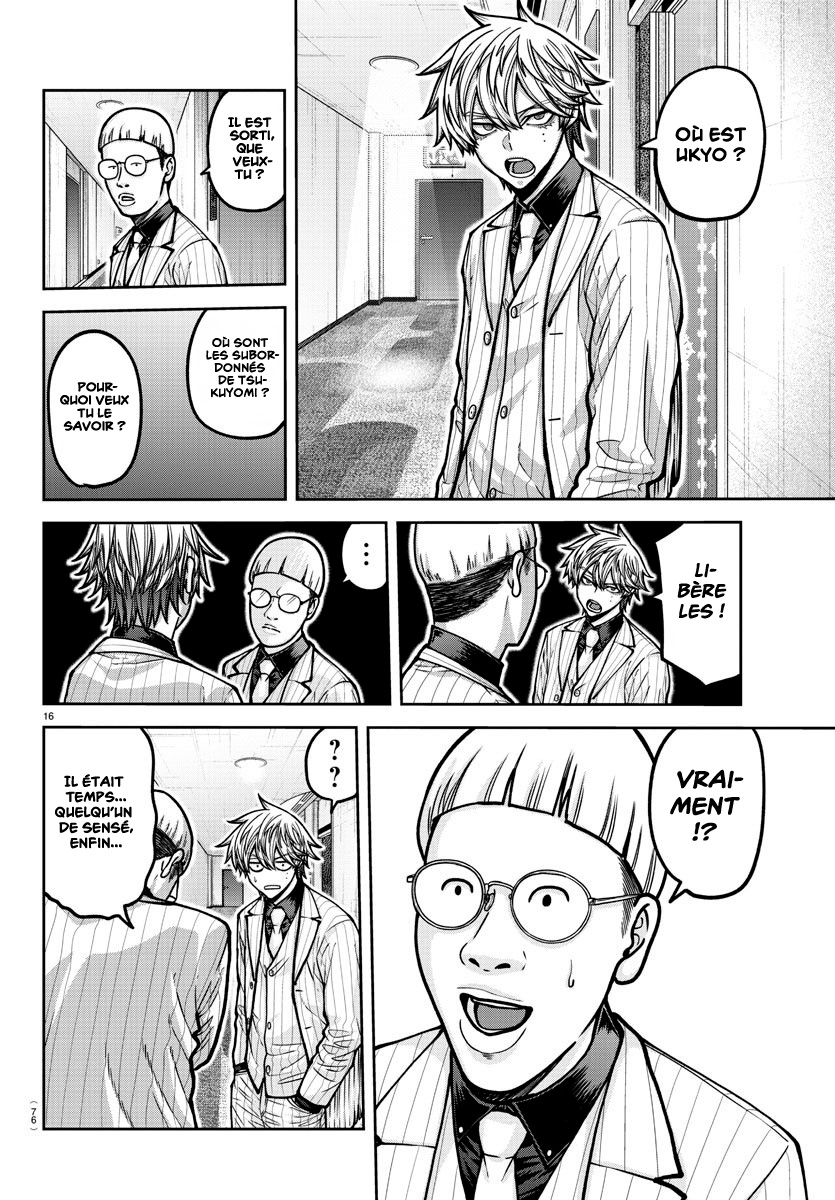 OÙ EST
UKYO ?
IL EST
SORTI,
QUE
VEUX-
TU ?
OÙ SONT
LES SUBOR-
DONNÉS
DE TSU-
KUYOMI ?
POUR-
QUOI VEUX
TU LE
SAVOIR ?
LI-
BÈRE
LES !
...
16
VRAI-
MENT
!?
?
?
IL ÉTAIT
TEMPS...
QUELQU'UN
DE SENSÉ,
ENFIN...
(76)